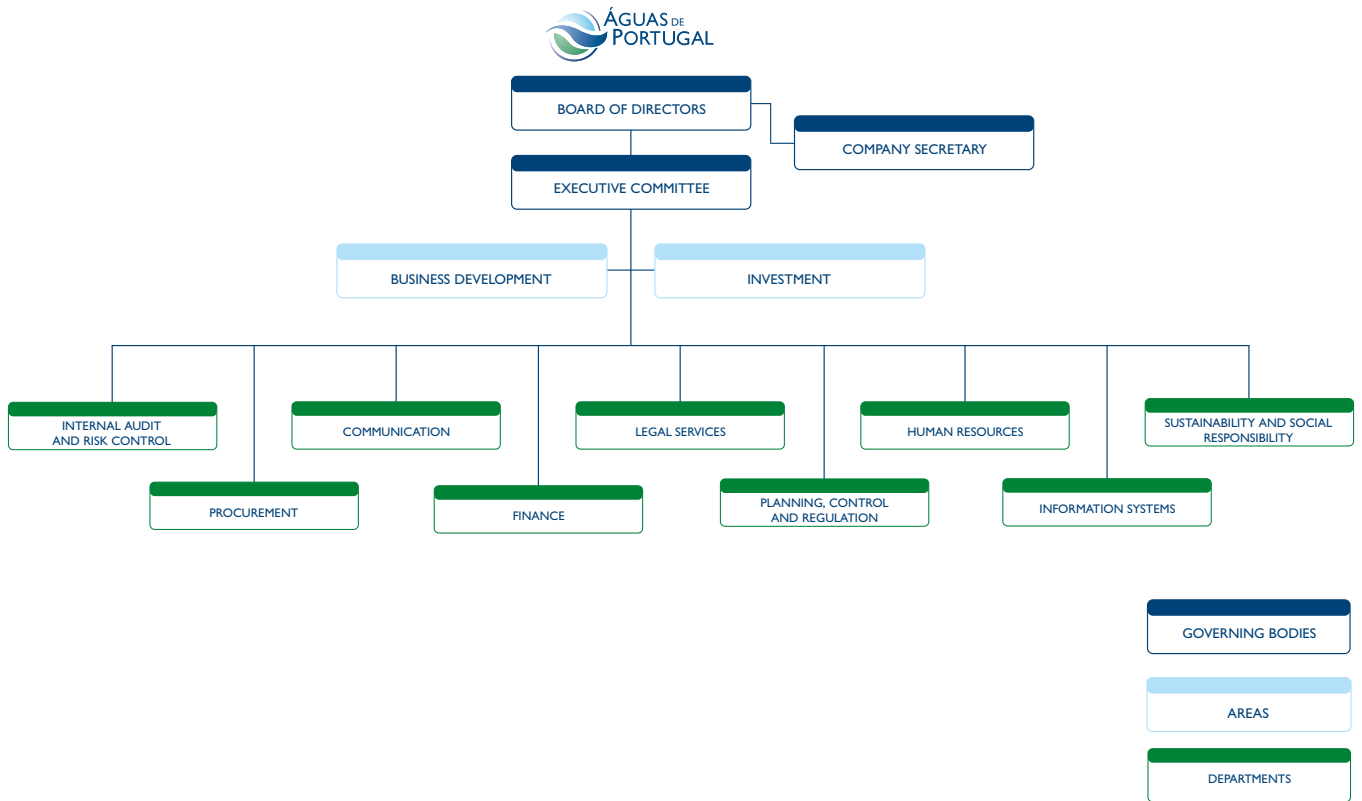 ÁGUAS DE
PORTUGAL
BOARD OF DIRECTORS
COMPANY SECRETARY
EXECUTIVE COMMITTEE
BUSINESS DEVELOPMENT
INVESTMENT
INTERNAL AUDIT
AND RISK CONTROL
COMMUNICATION
LEGAL SERVICES
HUMAN RESOURCES
SUSTAINABILITY AND SOCIAL
RESPONSIBILITY
PROCUREMENT
FINANCE
PLANNING, CONTROL
AND REGULATION
INFORMATION SYSTEMS
GOVERNING BODIES
AREAS
DEPARTMENTS